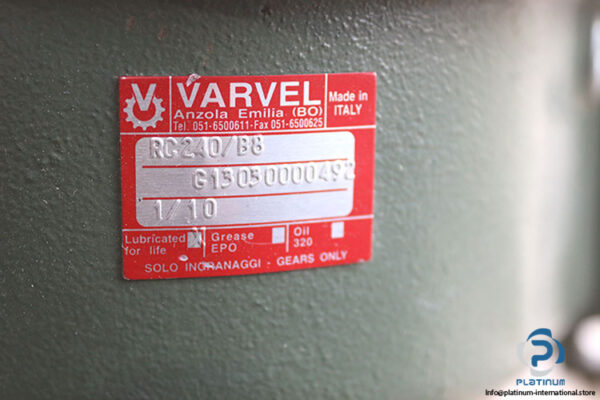 V
VARVEL
Anzola Emilia (BO)
Tel. 051-6500611-Fax 051-6500625
Made in
ITALY
RC240/B8
G13030000492
1/10
Lubricated
for life
Grease
EPO
Oil
320
SOLO INGRANAGGI - GEARS ONLY
PLATINUM
info@platinum-international.store